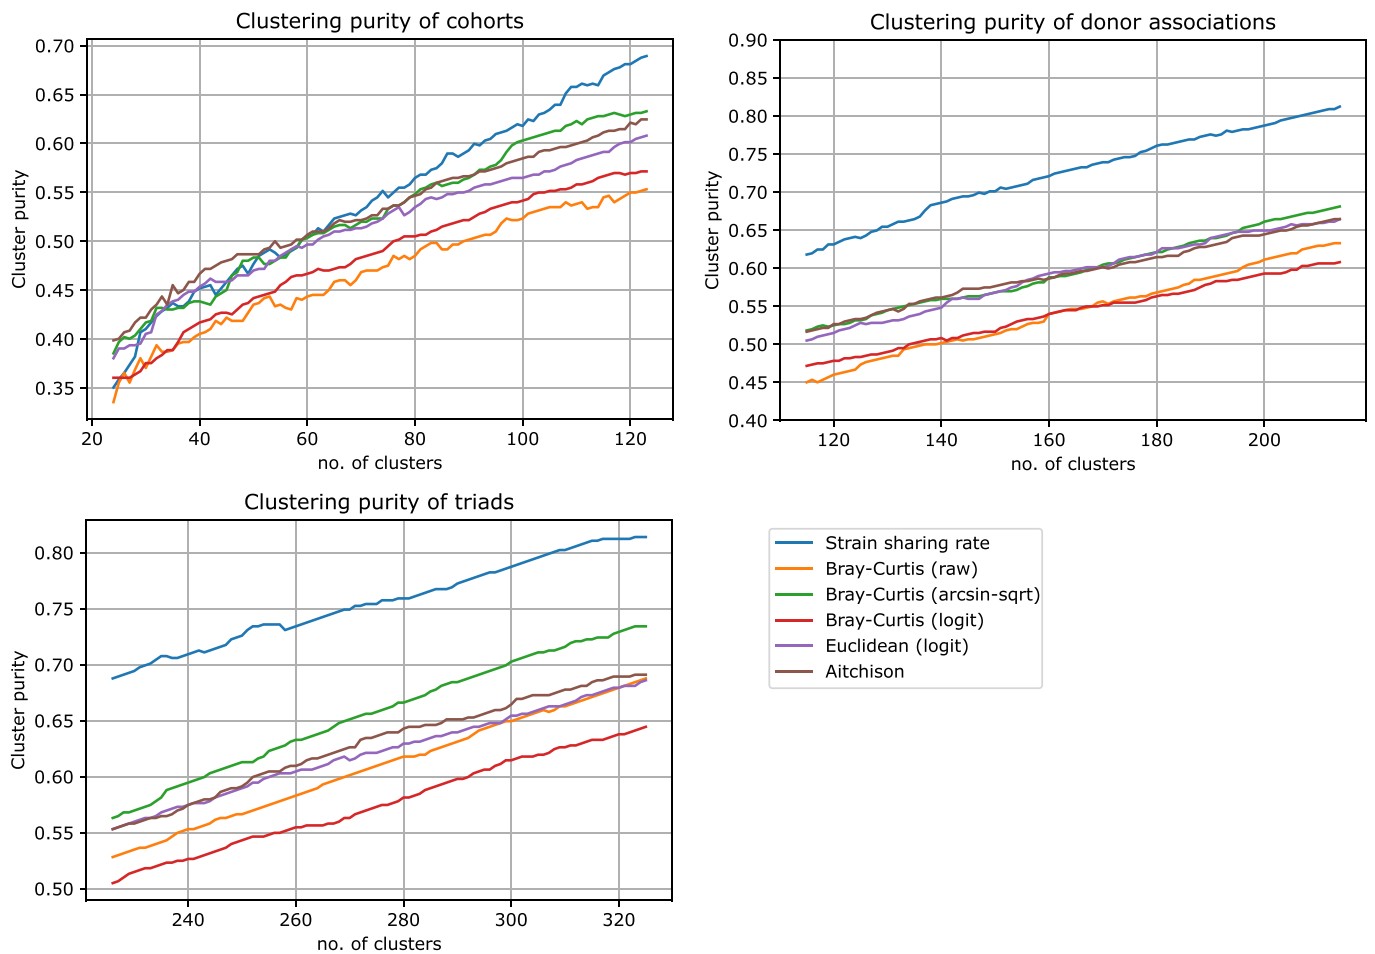 Clustering purity of cohorts
0.70
0.65
0.60
0.55
0.50
0.45
0.40
0.35
Cluster purity
20 40 60 80 100 120
no. of clusters
Clustering purity of donor associations
0.90
0.85
0.80
0.75
0.70
0.65
0.60
0.55
0.50
0.45
0.40
Cluster purity
120 140 160 180 200
no. of clusters
Clustering purity of triads
0.80
0.75
0.70
0.65
0.60
0.55
0.50
Cluster purity
240 260 280 300 320
no. of clusters
Strain sharing rate
Bray-Curtis (raw)
Bray-Curtis (arcsin-sqrt)
Bray-Curtis (logit)
Euclidean (logit)
Aitchison